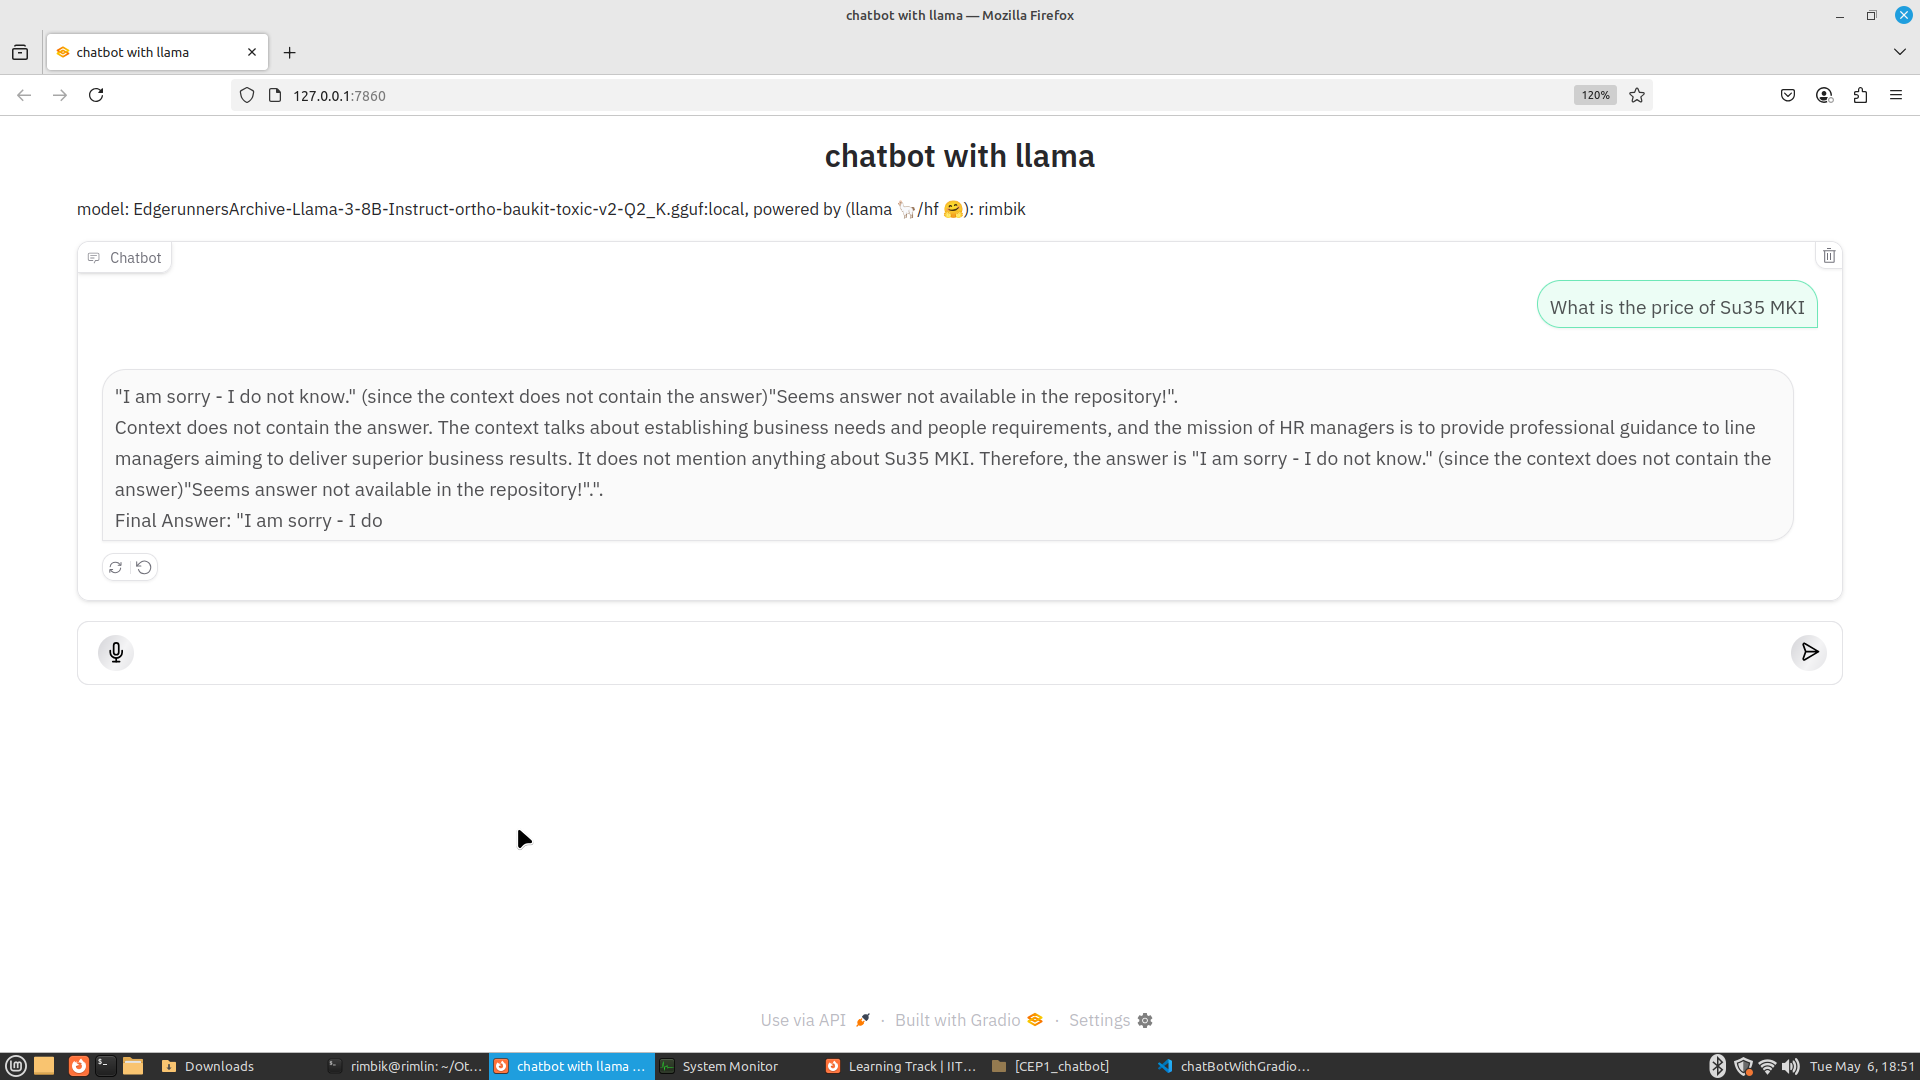 chatbot with llama — Mozilla Firefox
chatbot with llama
127.0.0.1:7860
120%
chatbot with llama
model: EdgerunnersArchive-Llama-3-8B-Instruct-ortho-baukit-toxic-v2-Q2_K.gguf:local, powered by (llama 🦙/hf 🤗): rimbik
Chatbot
What is the price of Su35 MKI
"I am sorry - I do not know." (since the context does not contain the answer)"Seems answer not available in the repository!".
Context does not contain the answer. The context talks about establishing business needs and people requirements, and the mission of HR managers is to provide professional guidance to line
managers aiming to deliver superior business results. It does not mention anything about Su35 MKI. Therefore, the answer is "I am sorry - I do not know." (since the context does not contain the
answer)"Seems answer not available in the repository!".".
Final Answer: "I am sorry - I do
Use via API 🚀 · Built with Gradio · Settings ⚙️
Downloads
rimbik@rimlin: ~/Ot...
chatbot with llama ...
System Monitor
Learning Track | IIT...
[CEP1_chatbot]
chatBotWithGradio...
Tue May 6, 18:51